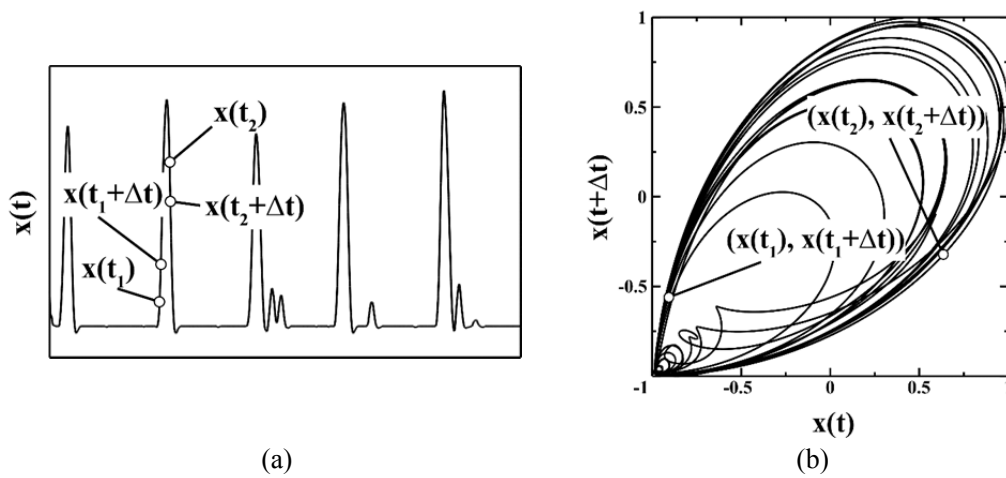 x(t)
x(t₂)
x(t₁+Δt)
x(t₂+Δt)
x(t₁)
(a)
x(t+Δt)
1
0.5
0
-0.5
-1
-0.5
0
0.5
(x(t₂), x(t₂+Δt))
(x(t₁), x(t₁+Δt))
x(t)
(b)